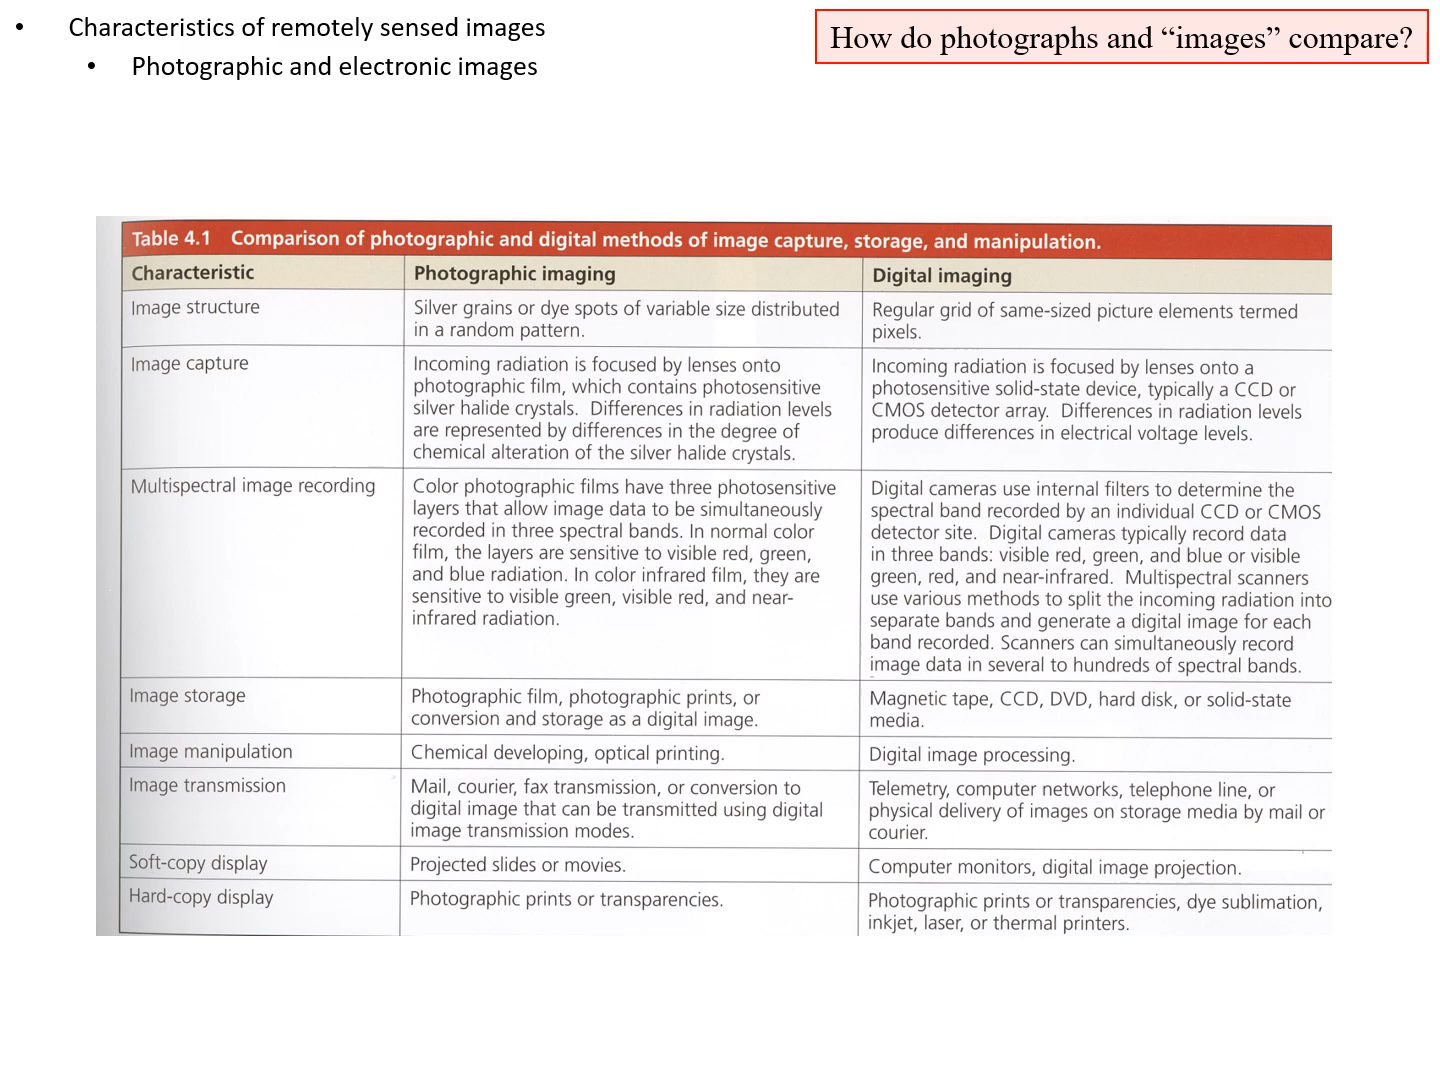 • Characteristics of remotely sensed images
• Photographic and electronic images
How do photographs and “images” compare?
Table 4.1 Comparison of photographic and digital methods of image capture, storage, and manipulation.
Characteristic
Photographic imaging
Digital imaging
Image structure
Silver grains or dye spots of variable size distributed
in a random pattern.
Regular grid of same-sized picture elements termed
pixels.
Image capture
Incoming radiation is focused by lenses onto
photographic film, which contains photosensitive
silver halide crystals. Differences in radiation levels
are represented by differences in the degree of
chemical alteration of the silver halide crystals.
Incoming radiation is focused by lenses onto a
photosensitive solid-state device, typically a CCD or
CMOS detector array. Differences in radiation levels
produce differences in electrical voltage levels.
Multispectral image recording
Color photographic films have three photosensitive
layers that allow image data to be simultaneously
recorded in three spectral bands. In normal color
film, the layers are sensitive to visible red, green,
and blue radiation. In color infrared film, they are
sensitive to visible green, visible red, and near-
infrared radiation.
Digital cameras use internal filters to determine the
spectral band recorded by an individual CCD or CMOS
detector site. Digital cameras typically record data
in three bands: visible red, green, and blue or visible
green, red, and near-infrared. Multispectral scanners
use various methods to split the incoming radiation into
separate bands and generate a digital image for each
band recorded. Scanners can simultaneously record
image data in several to hundreds of spectral bands.
Image storage
Photographic film, photographic prints, or
conversion and storage as a digital image.
Magnetic tape, CCD, DVD, hard disk, or solid-state
media.
Image manipulation
Chemical developing, optical printing.
Digital image processing.
Image transmission
Mail, courier, fax transmission, or conversion to
digital image that can be transmitted using digital
image transmission modes.
Telemetry, computer networks, telephone line, or
physical delivery of images on storage media by mail or
courier.
Soft-copy display
Projected slides or movies.
Computer monitors, digital image projection.
Hard-copy display
Photographic prints or transparencies.
Photographic prints or transparencies, dye sublimation,
inkjet, laser, or thermal printers.